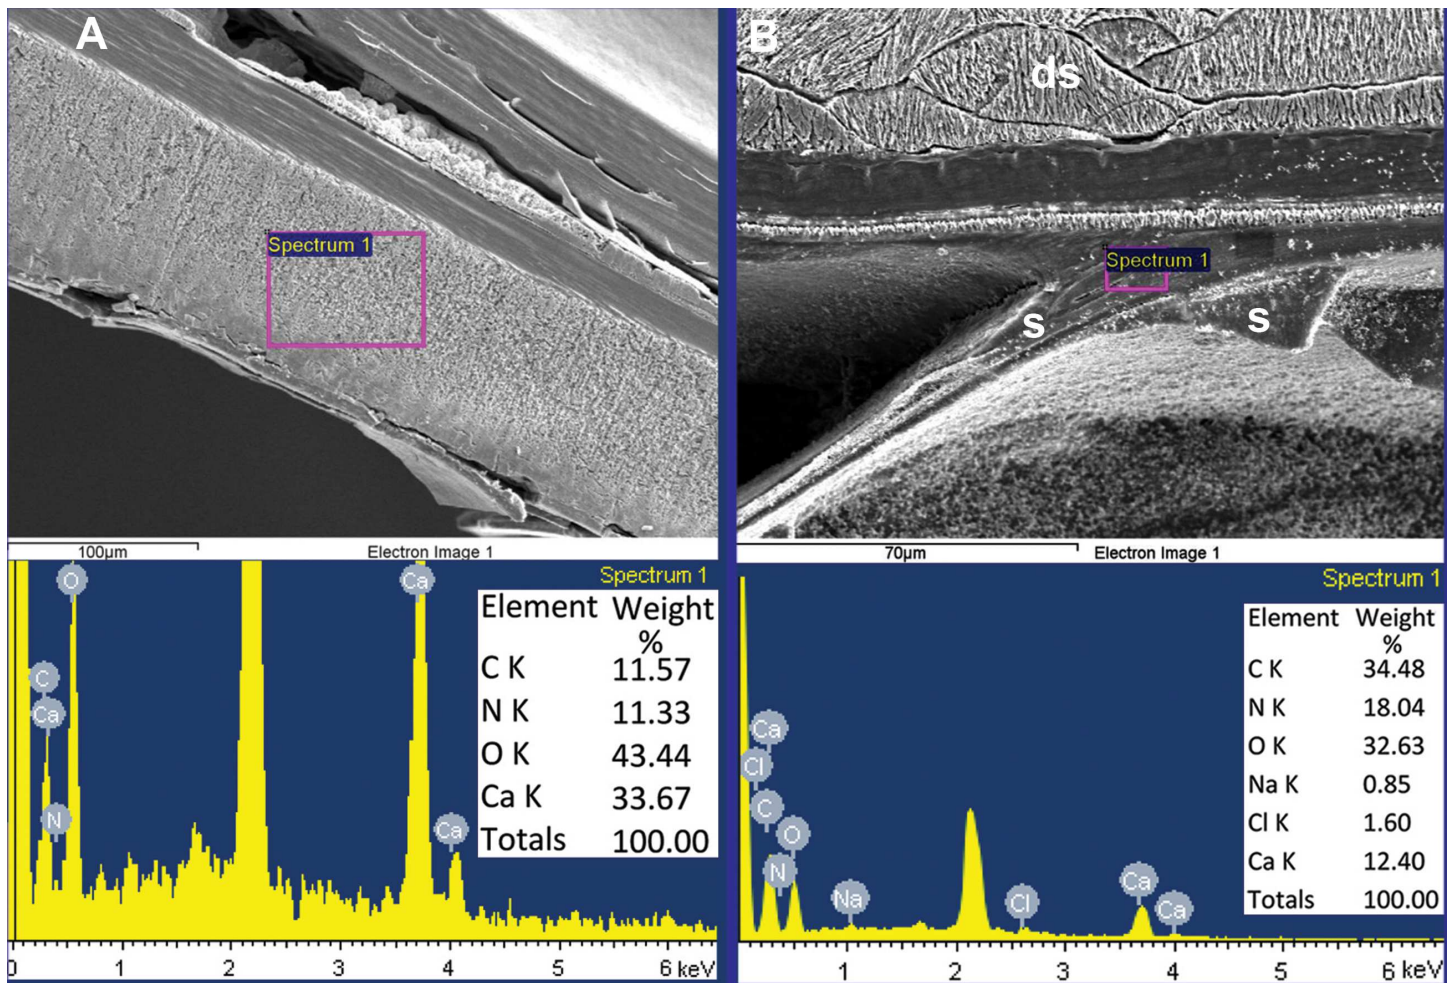 A
Spectrum 1
100µm
Electron Image 1
Spectrum 1
O
Ca
C
Ca
N
Ca
Element Weight
%
C K 11.57
N K 11.33
O K 43.44
Ca K 33.67
Totals 100.00
0 1 2 3 4 5 6 keV
B
ds
Spectrum 1
s
s
70µm
Electron Image 1
Spectrum 1
Ca
Cl
C
O
N
Na
Cl
Ca
Ca
Element Weight
%
C K 34.48
N K 18.04
O K 32.63
Na K 0.85
Cl K 1.60
Ca K 12.40
Totals 100.00
1 2 3 4 5 6 keV